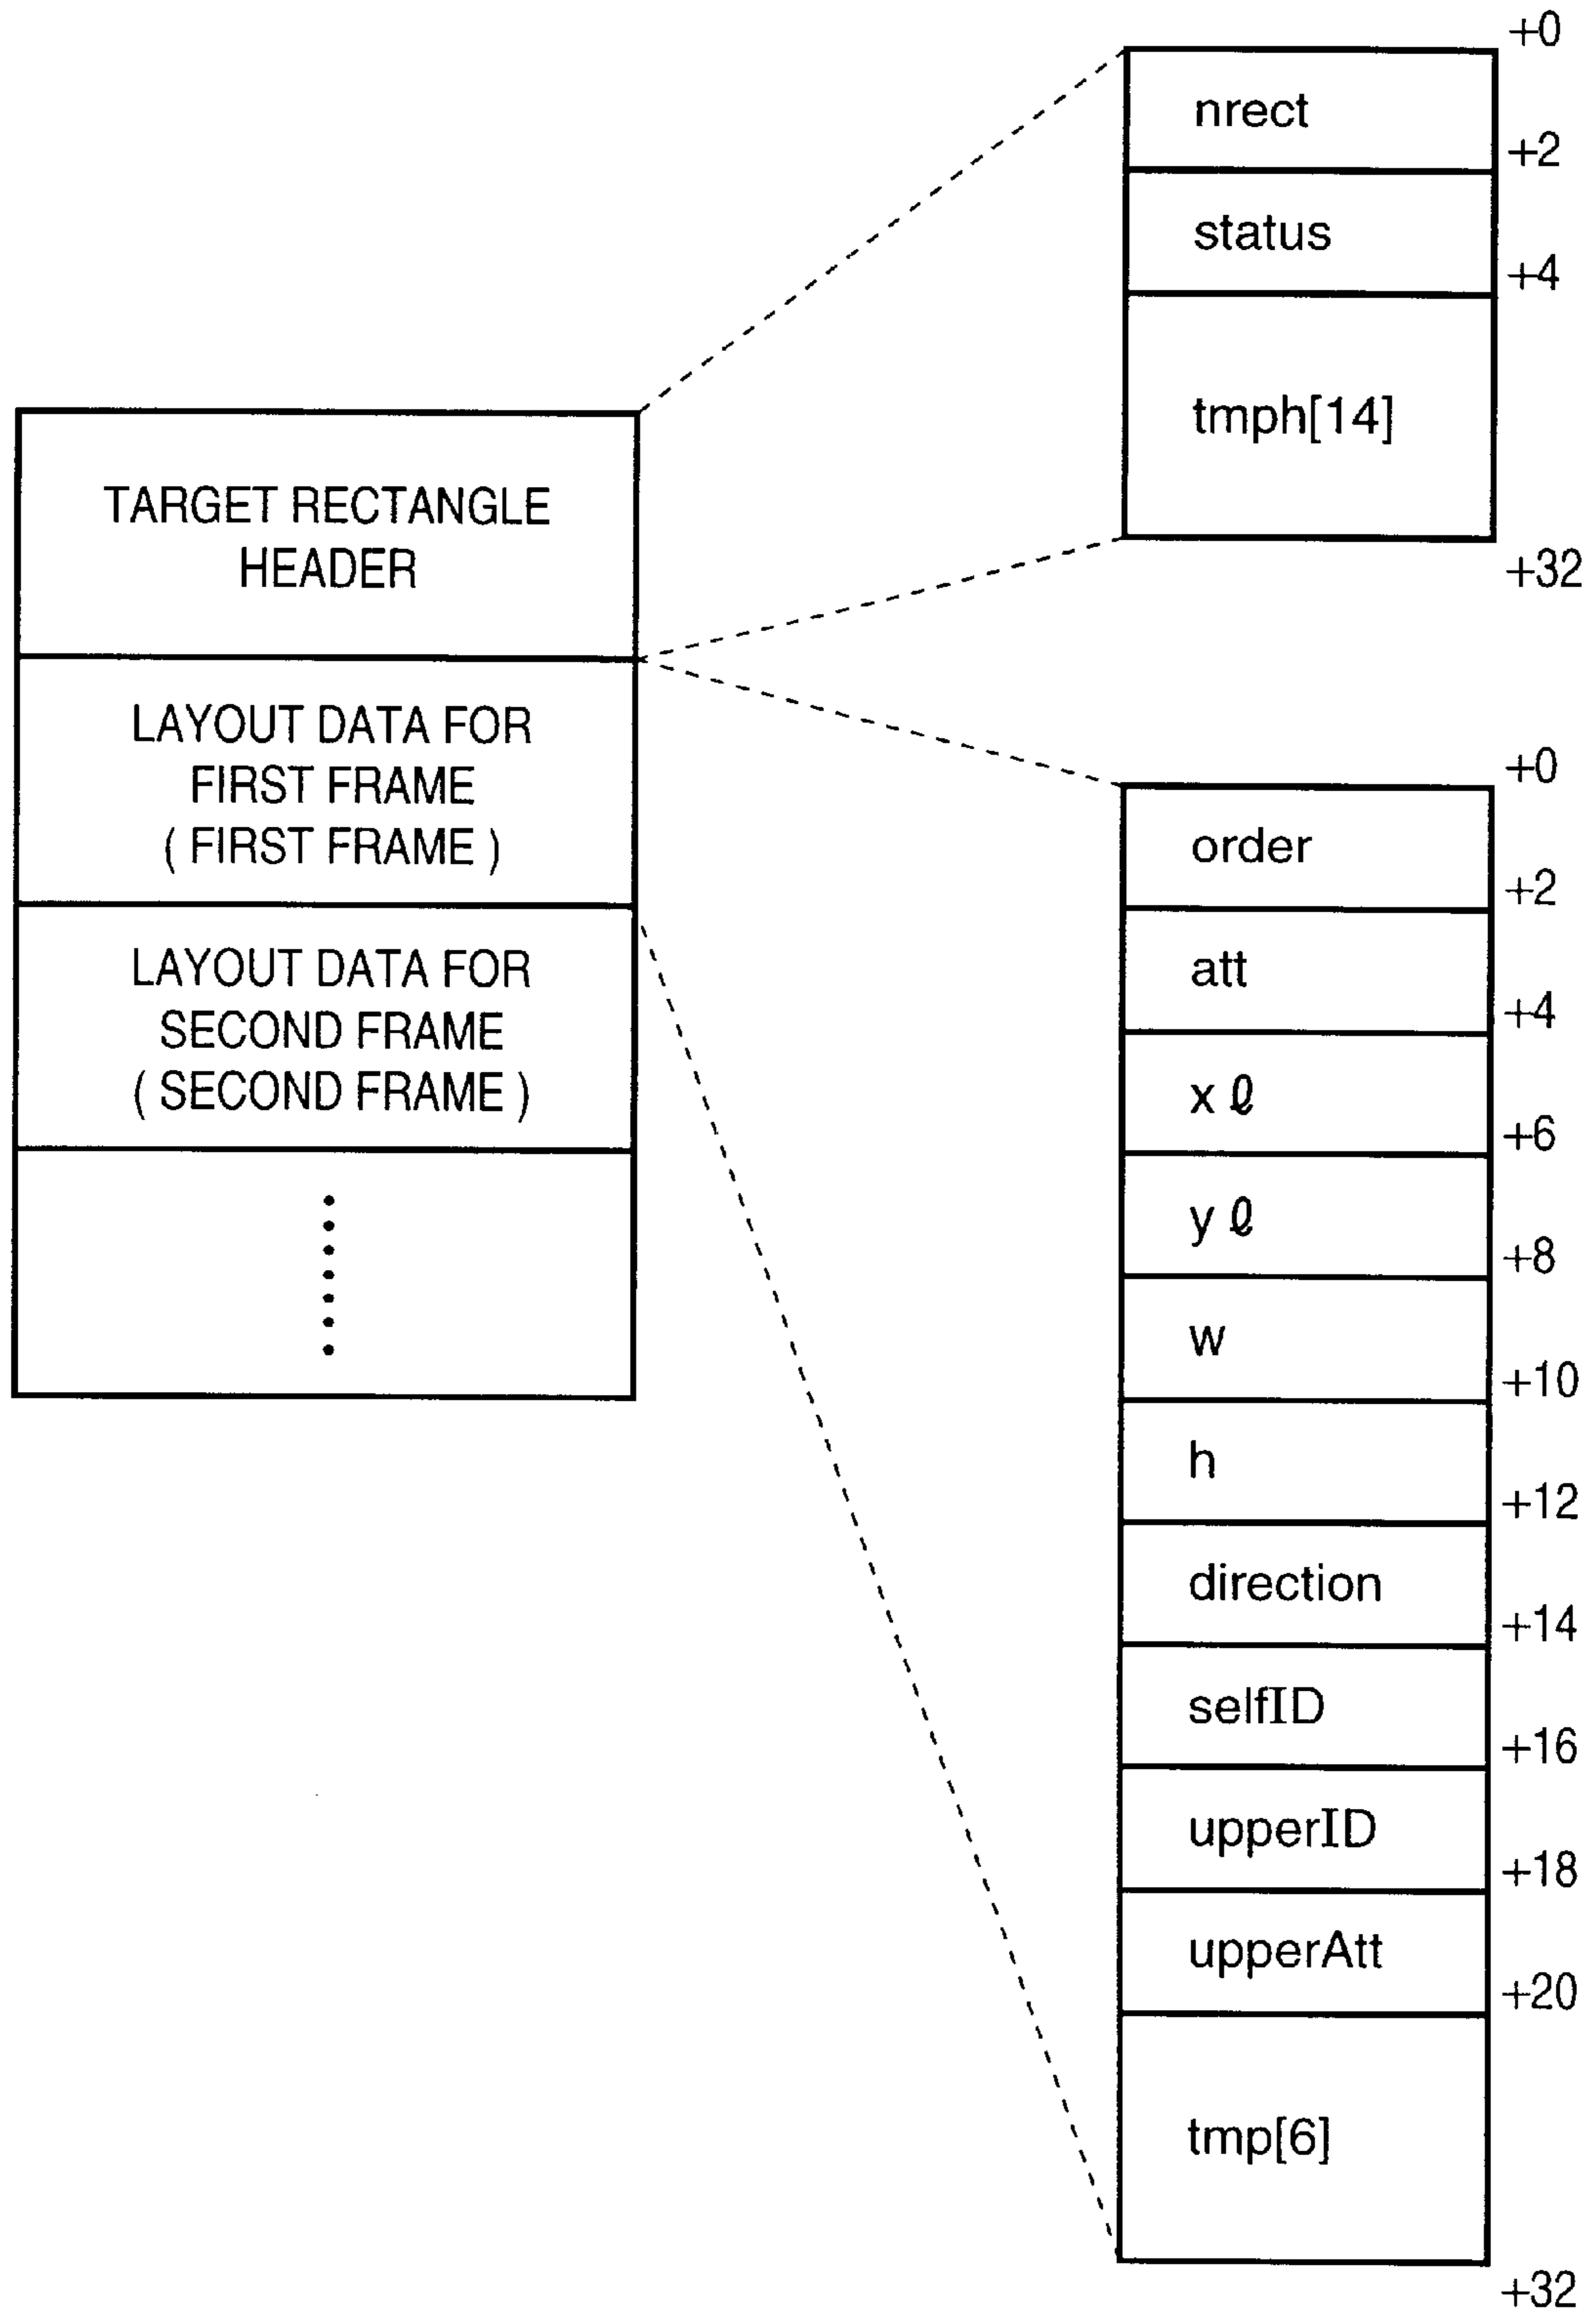 TARGET RECTANGLE
HEADER
LAYOUT DATA FOR
FIRST FRAME
( FIRST FRAME )
LAYOUT DATA FOR
SECOND FRAME
( SECOND FRAME )
+0
nrect
+2
status
+4
tmph[14]
+32
+0
order
+2
att
+4
x ℓ
+6
y ℓ
+8
w
+10
h
+12
direction
+14
selfID
+16
upperID
+18
upperAtt
+20
tmp[6]
+32